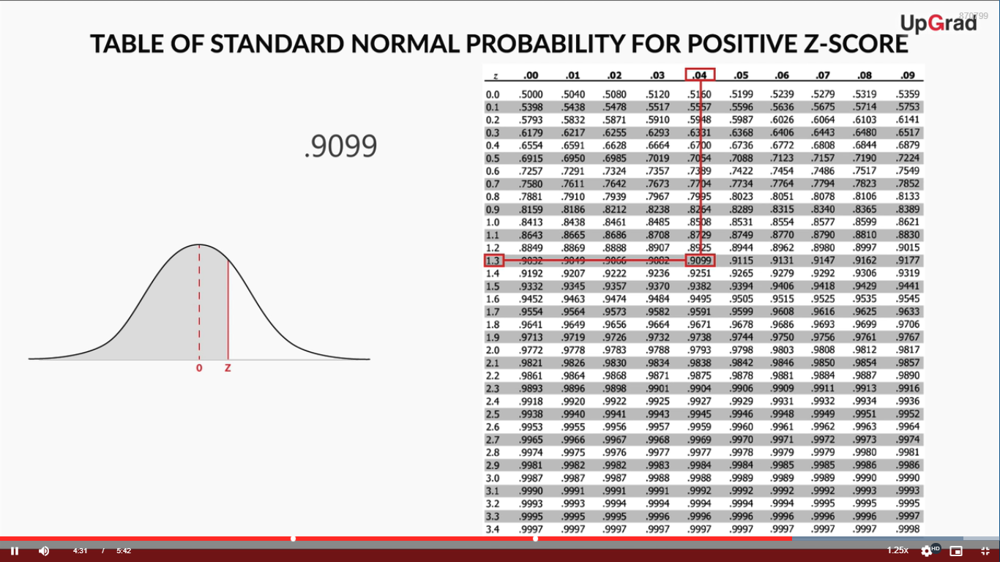 870799
UpGrad
TABLE OF STANDARD NORMAL PROBABILITY FOR POSITIVE Z-SCORE
z .00 .01 .02 .03 .04 .05 .06 .07 .08 .09
0.0 .5000 .5040 .5080 .5120 .5160 .5199 .5239 .5279 .5319 .5359
0.1 .5398 .5438 .5478 .5517 .5557 .5596 .5636 .5675 .5714 .5753
0.2 .5793 .5832 .5871 .5910 .5948 .5987 .6026 .6064 .6103 .6141
0.3 .6179 .6217 .6255 .6293 .6331 .6368 .6406 .6443 .6480 .6517
0.4 .6554 .6591 .6628 .6664 .6700 .6736 .6772 .6808 .6844 .6879
0.5 .6915 .6950 .6985 .7019 .7054 .7088 .7123 .7157 .7190 .7224
0.6 .7257 .7291 .7324 .7357 .7389 .7422 .7454 .7486 .7517 .7549
0.7 .7580 .7611 .7642 .7673 .7704 .7734 .7764 .7794 .7823 .7852
0.8 .7881 .7910 .7939 .7967 .7995 .8023 .8051 .8078 .8106 .8133
0.9 .8159 .8186 .8212 .8238 .8264 .8289 .8315 .8340 .8365 .8389
1.0 .8413 .8438 .8461 .8485 .8508 .8531 .8554 .8577 .8599 .8621
1.1 .8643 .8665 .8686 .8708 .8729 .8749 .8770 .8790 .8810 .8830
1.2 .8849 .8869 .8888 .8907 .8925 .8944 .8962 .8980 .8997 .9015
1.3 .9032 .9049 .9066 .9082 .9099 .9115 .9131 .9147 .9162 .9177
1.4 .9192 .9207 .9222 .9236 .9251 .9265 .9279 .9292 .9306 .9319
1.5 .9332 .9345 .9357 .9370 .9382 .9394 .9406 .9418 .9429 .9441
1.6 .9452 .9463 .9474 .9484 .9495 .9505 .9515 .9525 .9535 .9545
1.7 .9554 .9564 .9573 .9582 .9591 .9599 .9608 .9616 .9625 .9633
1.8 .9641 .9649 .9656 .9664 .9671 .9678 .9686 .9693 .9699 .9706
1.9 .9713 .9719 .9726 .9732 .9738 .9744 .9750 .9756 .9761 .9767
2.0 .9772 .9778 .9783 .9788 .9793 .9798 .9803 .9808 .9812 .9817
2.1 .9821 .9826 .9830 .9834 .9838 .9842 .9846 .9850 .9854 .9857
2.2 .9861 .9864 .9868 .9871 .9875 .9878 .9881 .9884 .9887 .9890
2.3 .9893 .9896 .9898 .9901 .9904 .9906 .9909 .9911 .9913 .9916
2.4 .9918 .9920 .9922 .9925 .9927 .9929 .9931 .9932 .9934 .9936
2.5 .9938 .9940 .9941 .9943 .9945 .9946 .9948 .9949 .9951 .9952
2.6 .9953 .9955 .9956 .9957 .9959 .9960 .9961 .9962 .9963 .9964
2.7 .9965 .9966 .9967 .9968 .9969 .9970 .9971 .9972 .9973 .9974
2.8 .9974 .9975 .9976 .9977 .9977 .9978 .9979 .9979 .9980 .9981
2.9 .9981 .9982 .9982 .9983 .9984 .9984 .9985 .9985 .9986 .9986
3.0 .9987 .9987 .9987 .9988 .9988 .9989 .9989 .9989 .9990 .9990
3.1 .9990 .9991 .9991 .9991 .9992 .9992 .9992 .9992 .9993 .9993
3.2 .9993 .9993 .9994 .9994 .9994 .9994 .9994 .9995 .9995 .9995
3.3 .9995 .9995 .9995 .9996 .9996 .9996 .9996 .9996 .9996 .9997
3.4 .9997 .9997 .9997 .9997 .9997 .9997 .9997 .9997 .9997 .9998
.9099
0 Z
4:31 / 5:42
1.25x HD